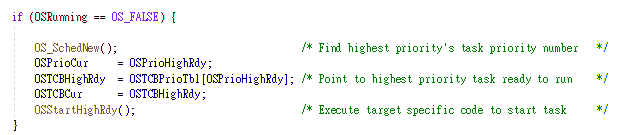 if (OSRunning == OS_FALSE) {
OS_SchedNew(); /* Find highest priority's task priority number */
OSPrioCur = OSPrioHighRdy;
OSTCBHighRdy = OSTCBPrioTbl[OSPrioHighRdy]; /* Point to highest priority task ready to run */
OSTCBCur = OSTCBHighRdy;
OSStartHighRdy(); /* Execute target specific code to start task */
}